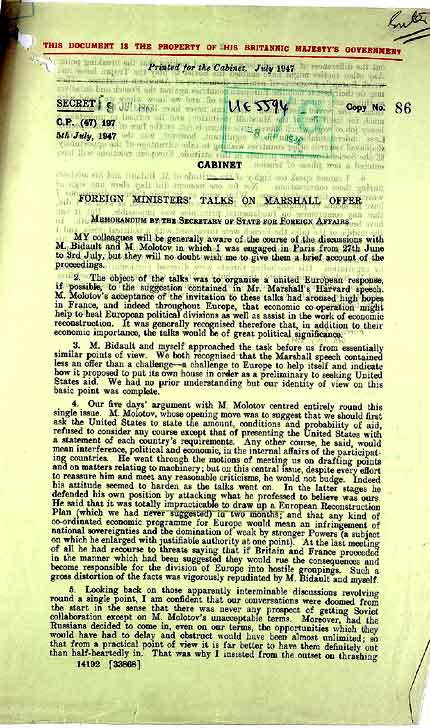 THIS DOCUMENT IS THE PROPERTY OF HIS BRITANNIC MAJESTY'S GOVERNMENT
Printed for the Cabinet. July 1947
SECRET
UE5594
Copy No. 86
C.P. (47) 197
5th July, 1947
CABINET
FOREIGN MINISTERS' TALKS ON MARSHALL OFFER
MEMORANDUM BY THE SECRETARY OF STATE FOR FOREIGN AFFAIRS
MY colleagues will be generally aware of the course of the discussions with
M. Bidault and M. Molotov in which I was engaged in Paris from 27th June
to 3rd July, but they will no doubt wish me to give them a brief account of the
proceedings.
2. The object of the talks was to organise a united European response,
if possible, to the suggestion contained in Mr. Marshall's Harvard speech.
M. Molotov's acceptance of the invitation to these talks had aroused high hopes
in France, and indeed throughout Europe, that economic co-operation might
help to heal European political divisions as well as assist in the work of economic
reconstruction. It was generally recognised therefore that, in addition to their
economic importance, the talks would be of great political significance.
3. M. Bidault and myself approached the task before us from essentially
similar points of view. We both recognised that the Marshall speech contained
less an offer than a challenge—a challenge to Europe to help itself and indicate
how it proposed to put its own house in order as a preliminary to seeking United
States aid. We had no prior understanding but our identity of view on this
basic point was complete.
4. Our five days' argument with M. Molotov centred entirely round this
single issue. M. Molotov, whose opening move was to suggest that we should first
ask the United States to state the amount, conditions and probability of aid,
refused to consider any course except that of presenting the United States with
a statement of each country's requirements. Any other course, he said, would
mean interference, political and economic, in the internal affairs of the participat-
ing countries. He went through the motions of meeting us on drafting points
and on matters relating to machinery; but on this central issue, despite every effort
to reassure him and meet any reasonable criticisms, he would not budge. Indeed
his attitude seemed to harden as the talks went on. In the latter stages he
defended his own position by attacking what he professed to believe was ours.
He said that it was totally impracticable to draw up a European Reconstruction
Plan (which we had never suggested) in two months; and that any kind of
co-ordinated economic programme for Europe would mean an infringement of
national sovereignties and the domination of weak by stronger Powers (a subject
on which he enlarged with justifiable authority at one point). At the last meeting
of all he had recourse to threats saying that if Britain and France proceeded
in the manner which had been suggested they would rue the consequences and
become responsible for the division of Europe into hostile groupings. Such a
gross distortion of the facts was vigorously repudiated by M. Bidault and myself.
5. Looking back on those apparently interminable discussions revolving
round a single point, I am confident that our conversations were doomed from
the start in the sense that there was never any prospect of getting Soviet
collaboration except on M. Molotov's unacceptable terms. Moreover, had the
Russians decided to come in, even on our terms, the opportunities which they
would have had to delay and obstruct would have been almost unlimited; so
that from a practical point of view it is far better to have them definitely out
than half-heartedly in. That was why I insisted from the outset on thrashing
14192 [33868]